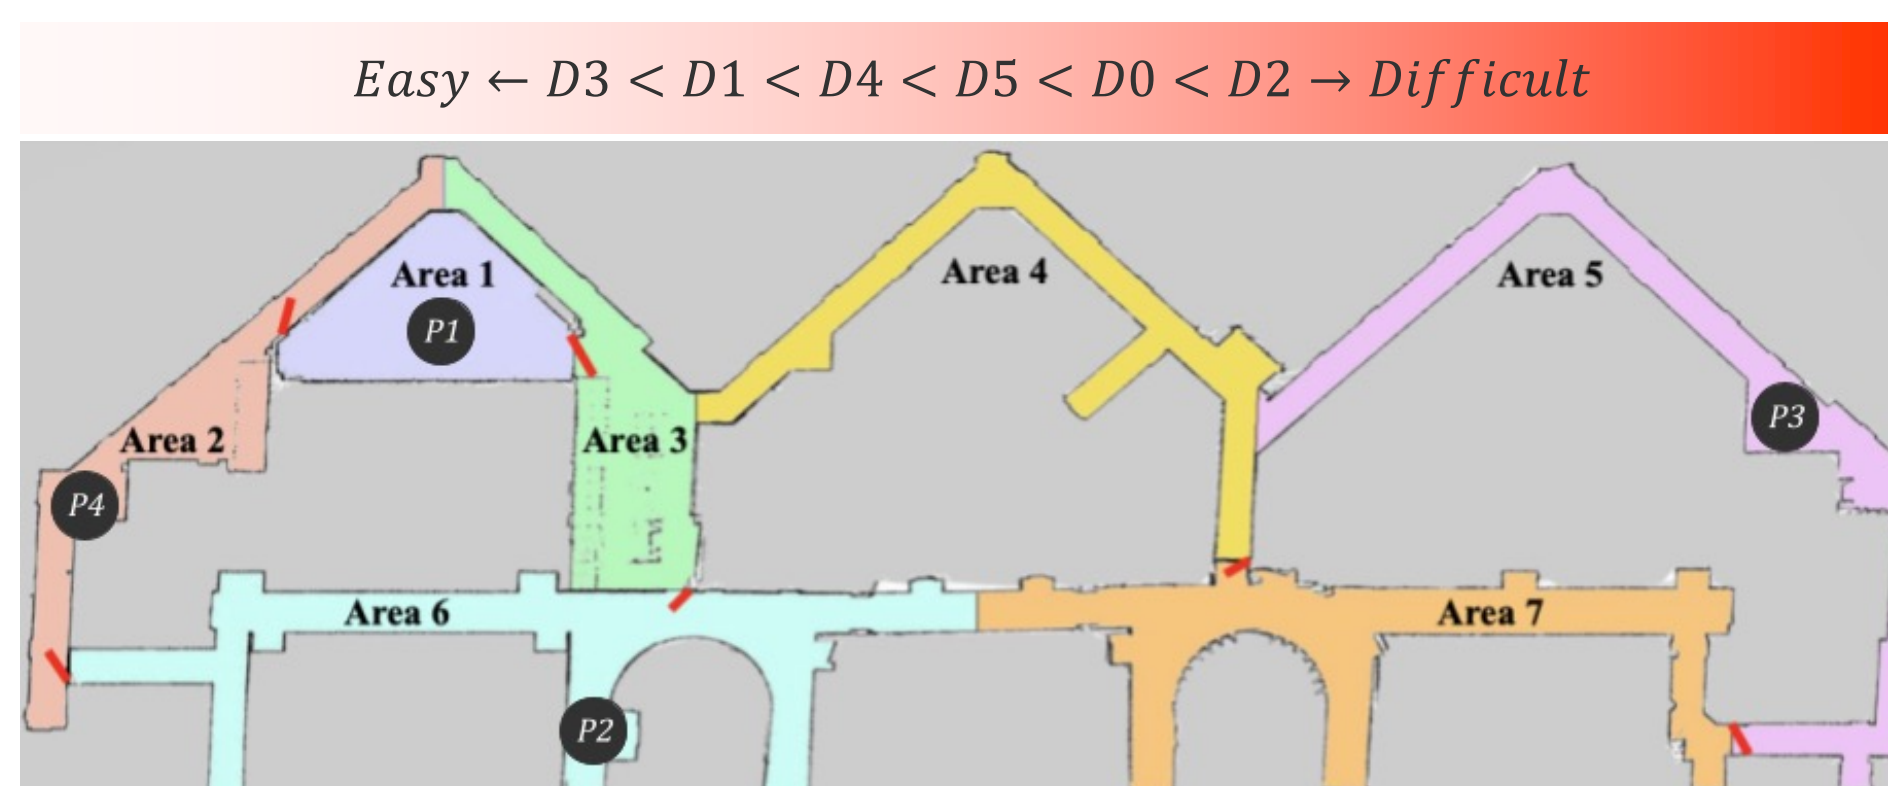 Easy ← D3 < D1 < D4 < D5 < D0 < D2 → Difficult
Area 1
P1
Area 4
Area 5
P3
Area 2
Area 3
P4
Area 6
Area 7
P2